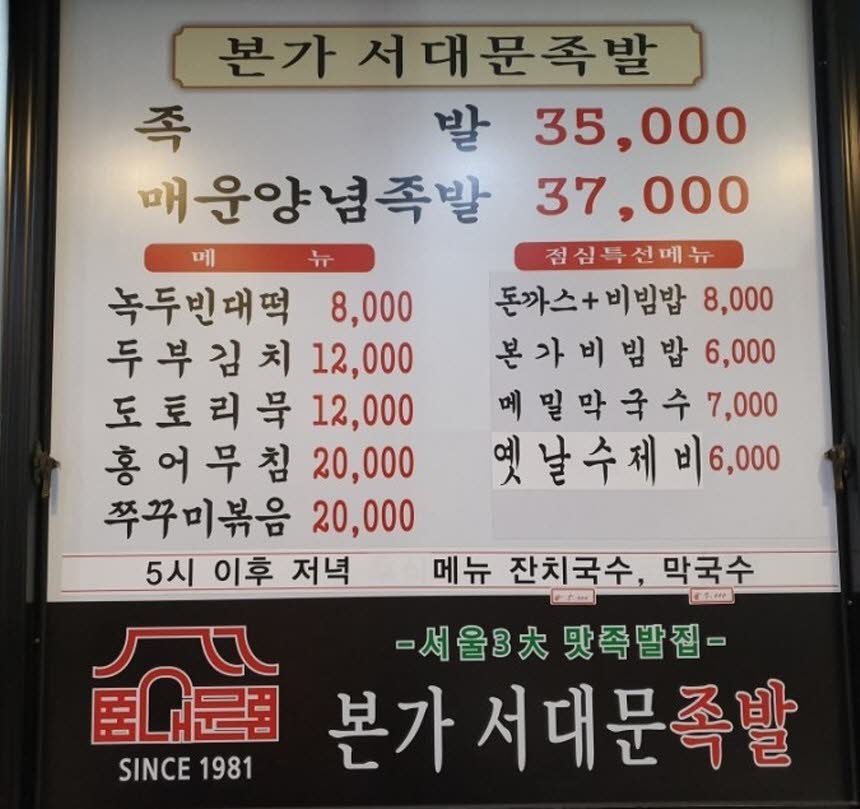 본가 서대문족발
족 발 35,000
매운양념족발 37,000
메 뉴
녹두빈대떡 8,000
두부김치 12,000
도토리묵 12,000
홍어무침 20,000
쭈꾸미볶음 20,000
점심특선메뉴
돈까스+비빔밥 8,000
본가비빔밥 6,000
메밀막국수 7,000
옛날수제비 6,000
5시 이후 저녁 메뉴 잔치국수, 막국수
-서울3大 맛족발집-
서대문
SINCE 1981
본가 서대문족발